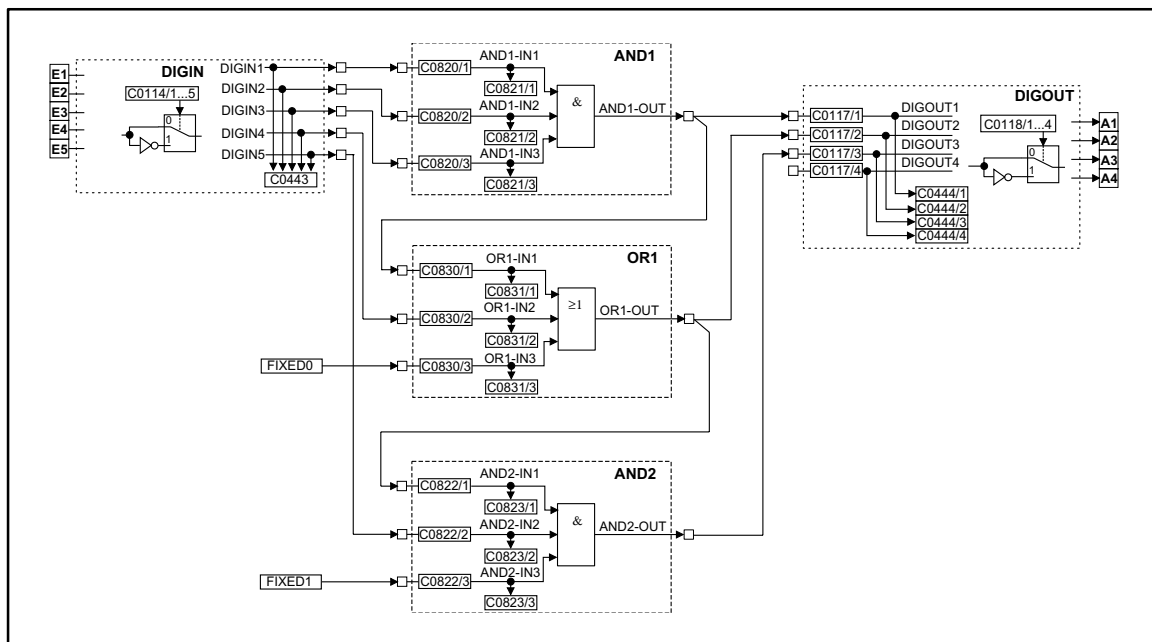 E1
E2
E3
E4
E5
DIGIN
C0114/1...5
0
1
DIGIN1
DIGIN2
DIGIN3
DIGIN4
DIGIN5
C0443
AND1
C0820/1
AND1-IN1
C0821/1
C0820/2
AND1-IN2
C0821/2
C0820/3
AND1-IN3
C0821/3
&
AND1-OUT
OR1
C0830/1
OR1-IN1
C0831/1
C0830/2
OR1-IN2
C0831/2
FIXED0
C0830/3
OR1-IN3
C0831/3
≥1
OR1-OUT
AND2
C0822/1
AND2-IN1
C0823/1
C0822/2
AND2-IN2
C0823/2
FIXED1
C0822/3
AND2-IN3
C0823/3
&
AND2-OUT
DIGOUT
C0117/1
DIGOUT1
C0117/2
DIGOUT2
C0117/3
DIGOUT3
C0117/4
DIGOUT4
C0118/1...4
0
1
C0444/1
C0444/2
C0444/3
C0444/4
A1
A2
A3
A4